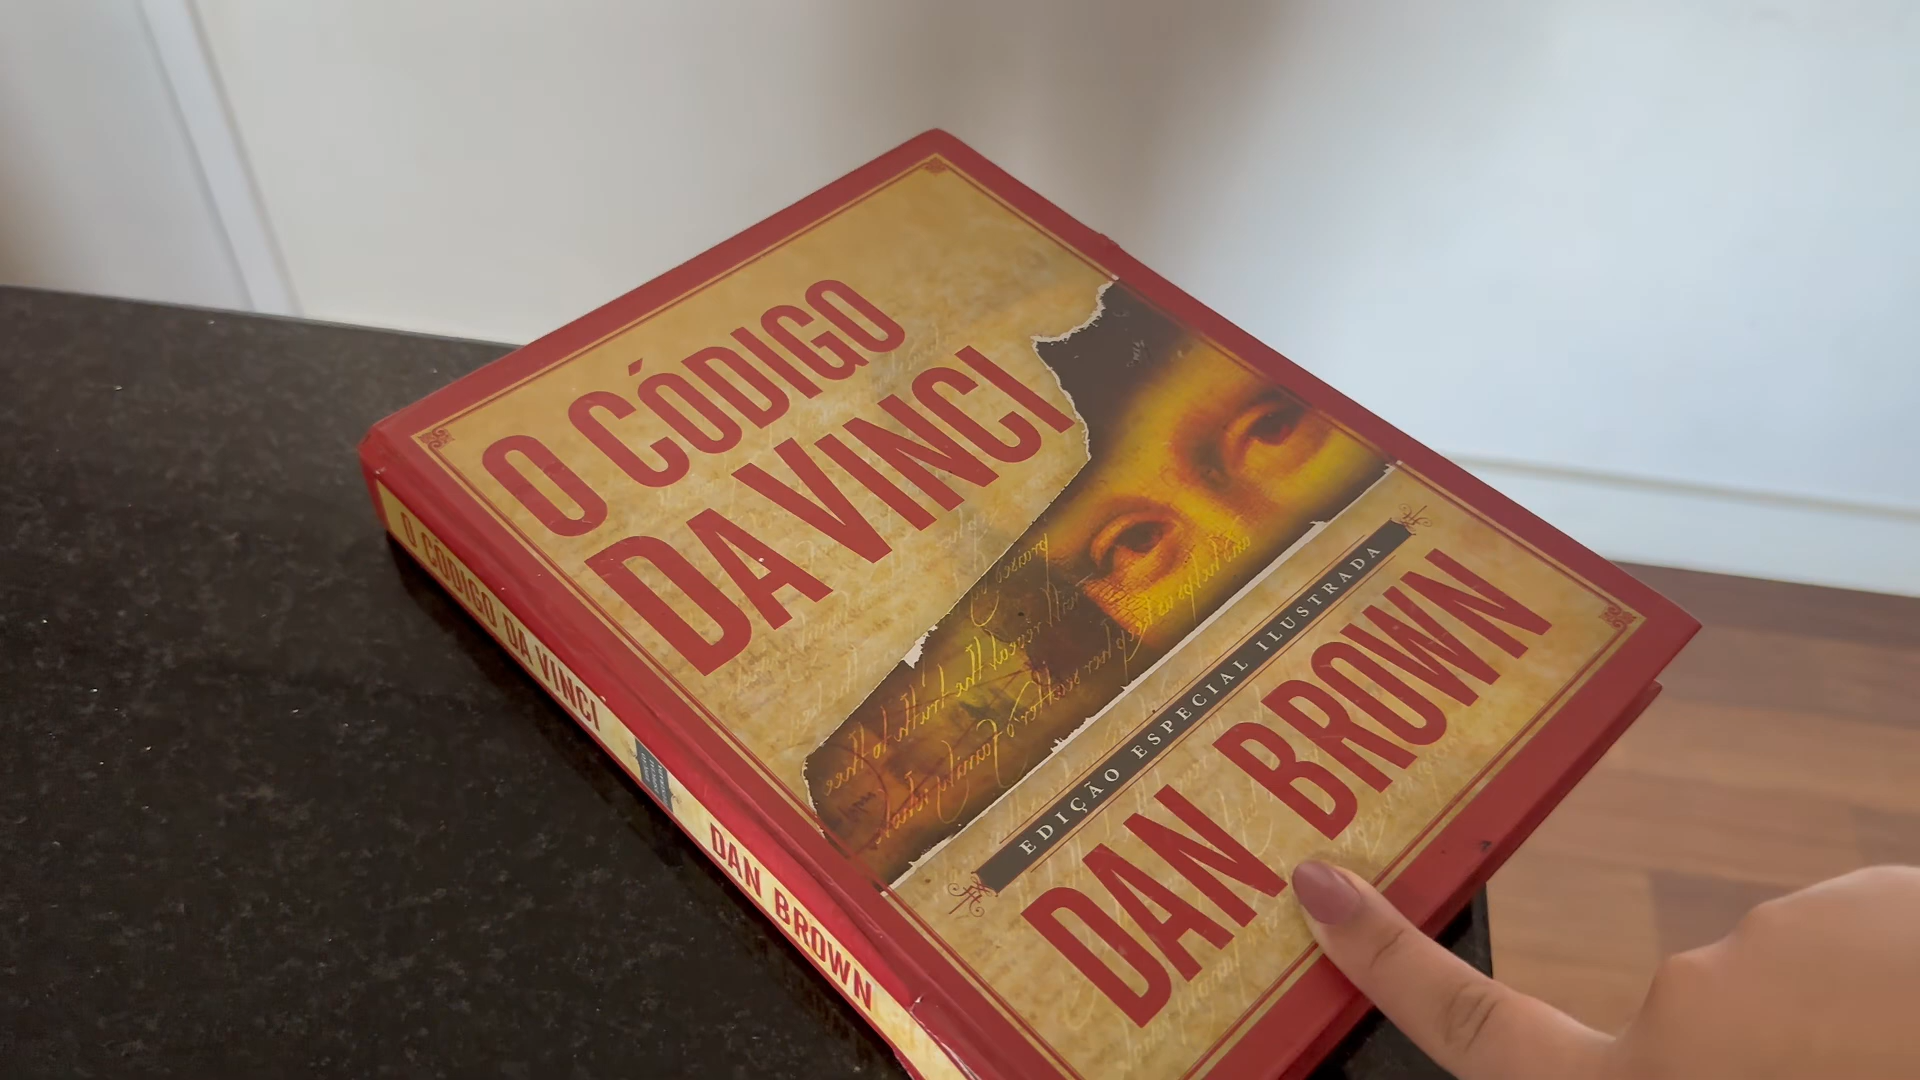 O CÓDIGO
DA VINCI
EDIÇÃO ESPECIAL ILUSTRADA
DAN BROWN
O CÓDIGO DA VINCI
DAN BROWN